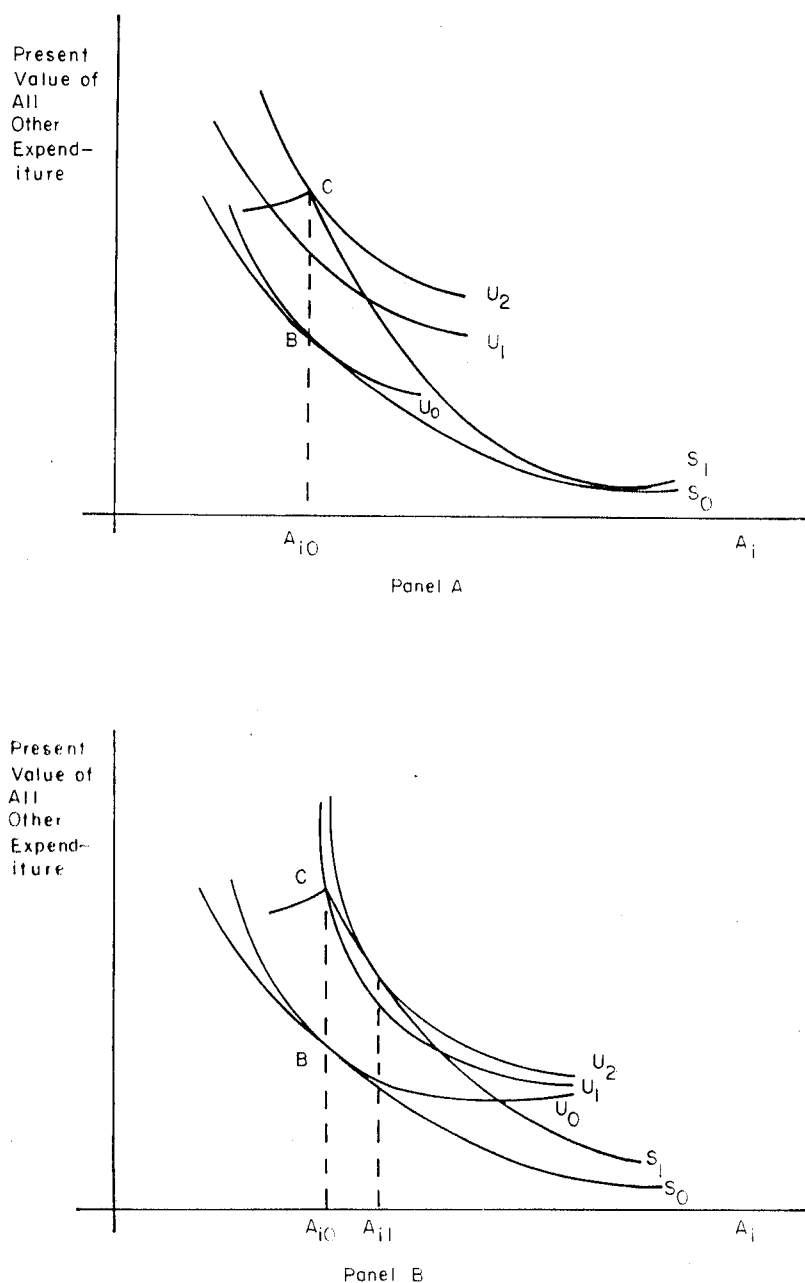 Present
Value of
All
Other
Expend-
iture
C
U2
U1
B
U0
S1
S0
Ai0
Ai
Panel A
Present
Value of
All
Other
Expend-
iture
C
B
U2
U1
U0
S1
S0
Ai0
Ai1
Ai
Panel B